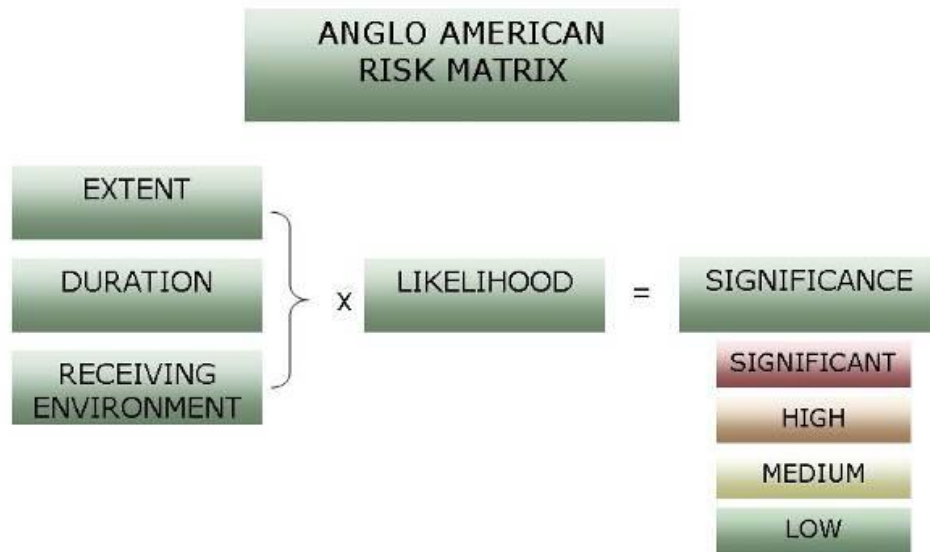 ANGLO AMERICAN
RISK MATRIX
EXTENT
DURATION
RECEIVING
ENVIRONMENT
x
LIKELIHOOD
=
SIGNIFICANCE
SIGNIFICANT
HIGH
MEDIUM
LOW